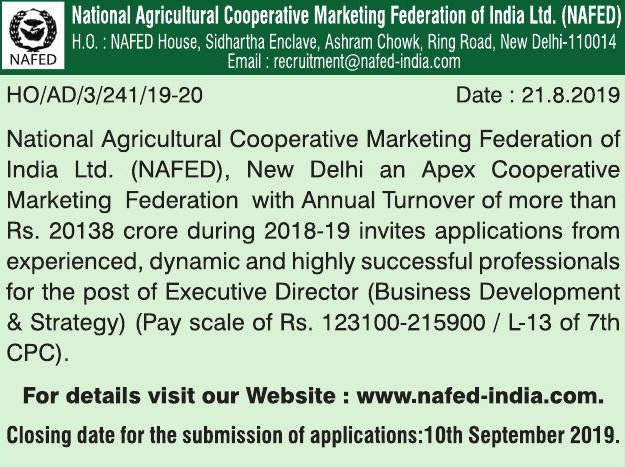 National Agricultural Cooperative Marketing Federation of India Ltd. (NAFED)
H.O. : NAFED House, Sidhartha Enclave, Ashram Chowk, Ring Road, New Delhi-110014
Email : recruitment@nafed-india.com
NAFED
HO/AD/3/241/19-20 Date : 21.8.2019
National Agricultural Cooperative Marketing Federation of
India Ltd. (NAFED), New Delhi an Apex Cooperative
Marketing Federation with Annual Turnover of more than
Rs. 20138 crore during 2018-19 invites applications from
experienced, dynamic and highly successful professionals
for the post of Executive Director (Business Development
& Strategy) (Pay scale of Rs. 123100-215900 / L-13 of 7th
CPC).
For details visit our Website : www.nafed-india.com.
Closing date for the submission of applications:10th September 2019.